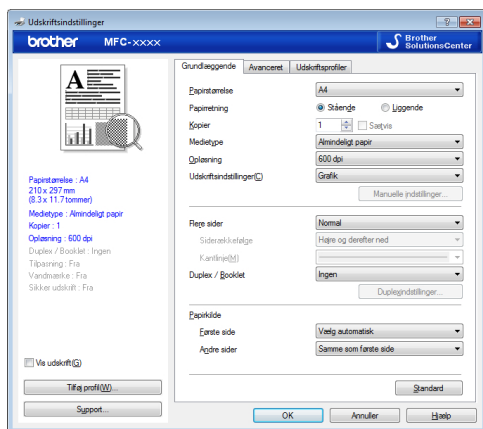 Udskriftsindstillinger
brother MFC-xxxx
Brother
SolutionsCenter
Grundlæggende Avanceret Udskriftsprofiler
Papirstørrelse A4
Papirretning Stående Liggende
Kopier 1 Sætvis
Medietype Almindeligt papir
Opløsning 600 dpi
Udskriftsindstillinger(C) Grafik
Manuelle indstillinger...
Flere sider Normal
Siderækkefølge Højre og derefter ned
Kantlinje(M)
Duplex / Booklet Ingen
Duplexindstillinger...
Papirkilde
Første side Vælg automatisk
Andre sider Samme som første side
Standard
A
Papirstørrelse : A4
210 x 297 mm
(8.3 x 11.7 tommer)
Medietype : Almindeligt papir
Kopier : 1
Opløsning : 600 dpi
Duplex / Booklet : Ingen
Tilpasning : Fra
Vandmærke : Fra
Sikker udskrift : Fra
Vis udskrift(G)
Tilføj profil(W)...
Support...
OK Annuller Hjælp